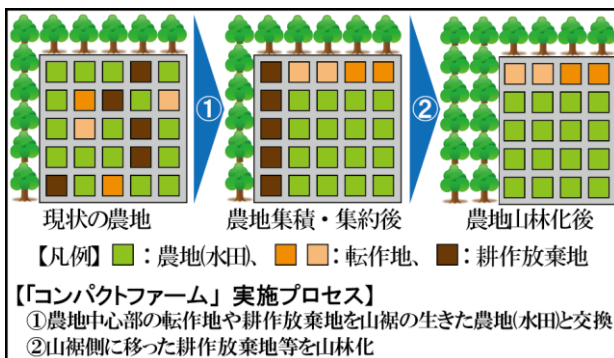 ①
②
現状の農地
農地集積・集約後
農地山林化後
【凡例】：農地(水田)、：転作地、：耕作放棄地
【「コンパクトファーム」実施プロセス】
①農地中心部の転作地や耕作放棄地を山裾の生きた農地(水田)と交換
②山裾側に移った耕作放棄地等を山林化